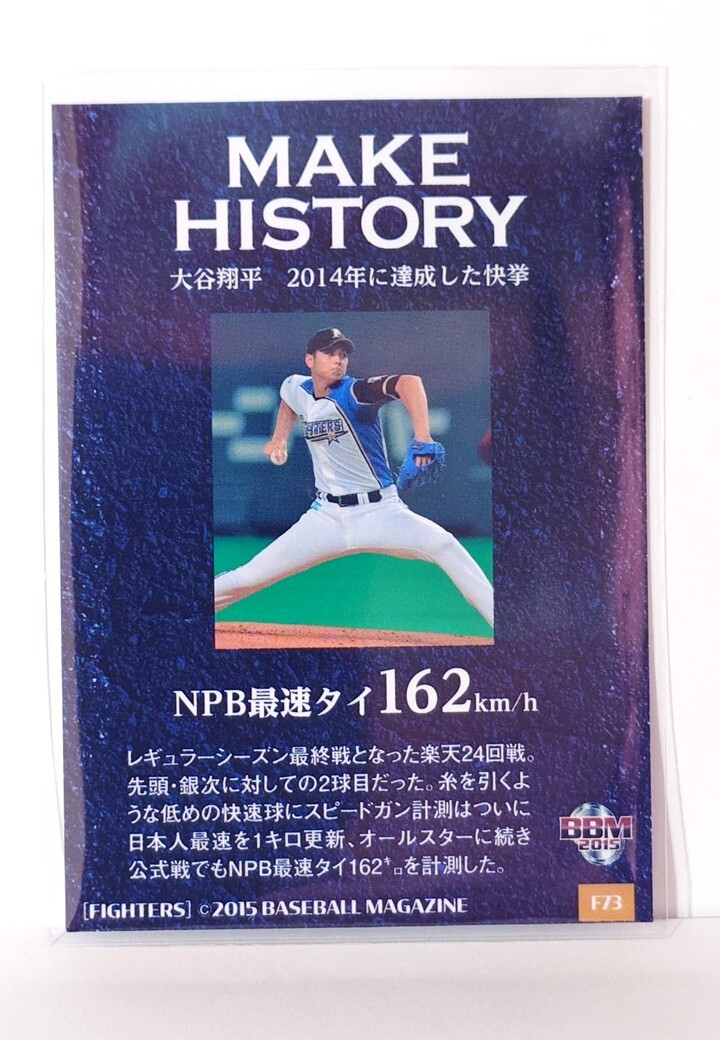 MAKE
HISTORY
大谷翔平　2014年に達成した快挙
FIGHTERS
NPB最速タイ162km/h
レギュラーシーズン最終戦となった楽天24回戦。
先頭・銀次に対しての2球目だった。糸を引くよ
うな低めの快速球にスピードガン計測はついに
日本人最速を1キロ更新、オールスターに続き
公式戦でもNPB最速タイ162㌔を計測した。
BBM
2015
[FIGHTERS] ©2015 BASEBALL MAGAZINE
F73